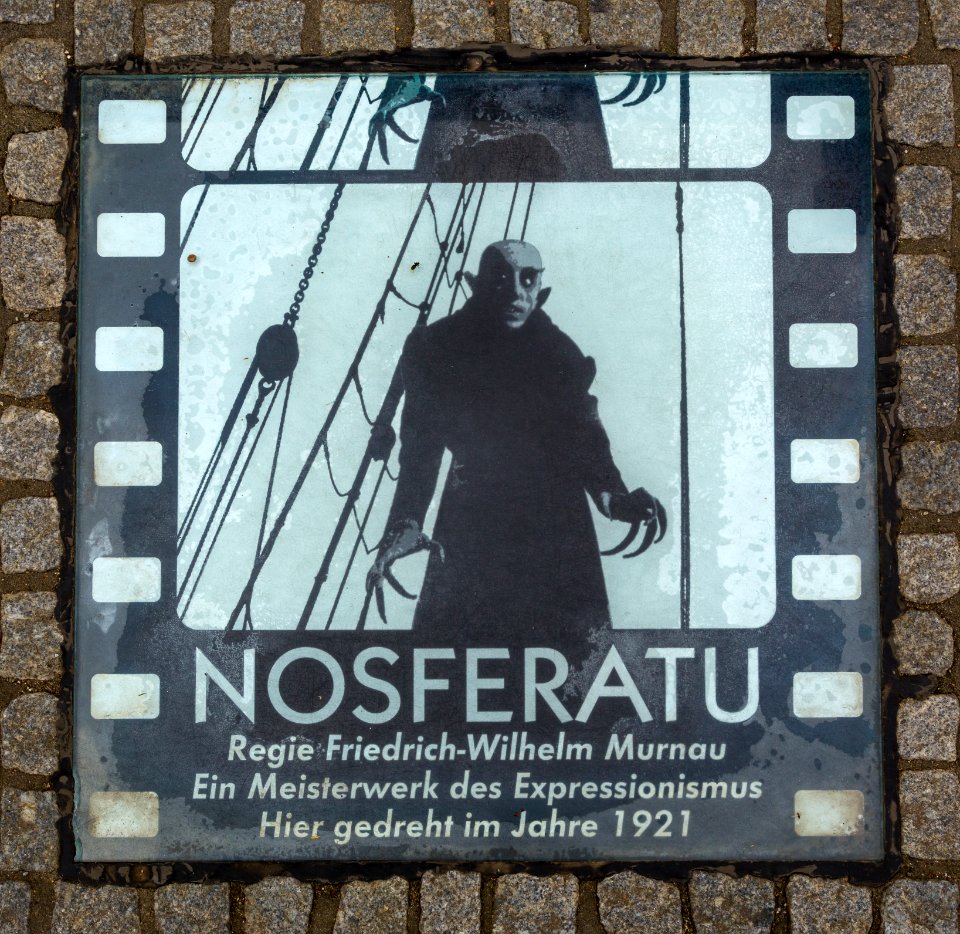 NOSFERATU
Regie Friedrich-Wilhelm Murnau
Ein Meisterwerk des Expressionismus
Hier gedreht im Jahre 1921